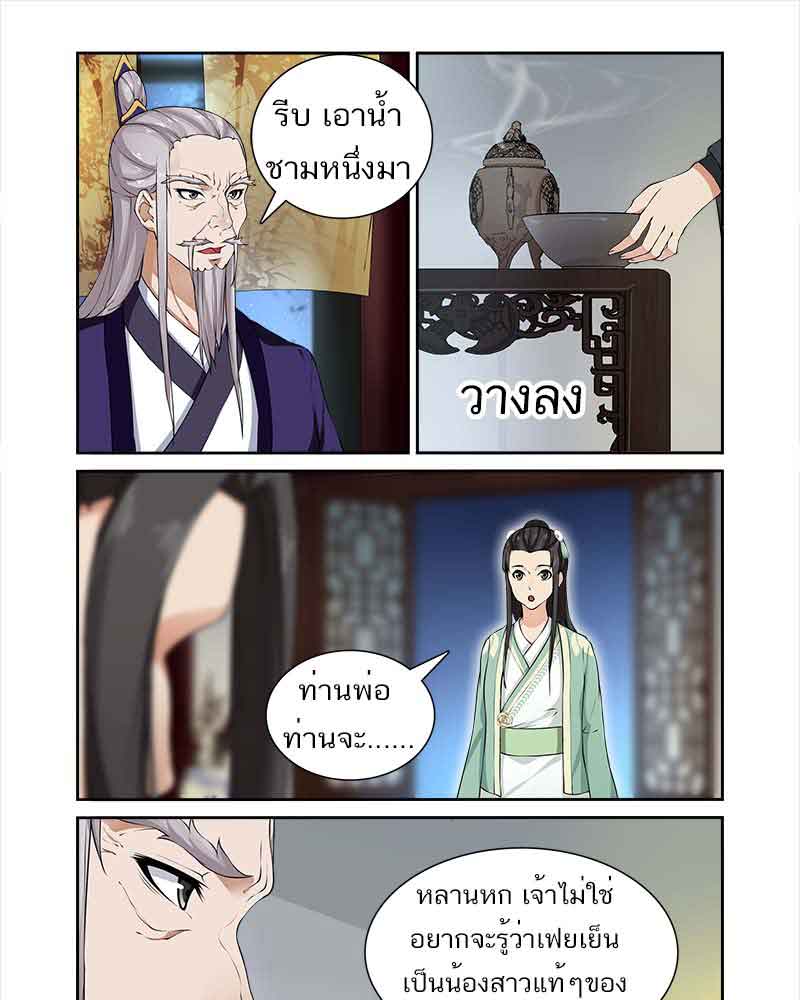 รีบ เอาน้ำ
ชามหนึ่งมา
วางลง
ท่านพ่อ
ท่านจะ......
หลานหก เจ้าไม่ใช่
อยากจะรู้ว่าเฟยเย็น
เป็นน้องสาวแท้ๆของ